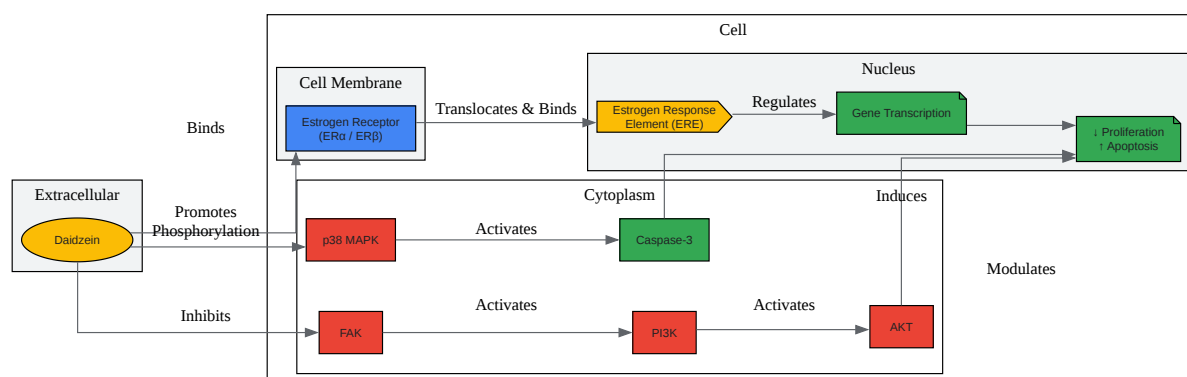 Cell
Nucleus
Cell Membrane
Estrogen Receptor
(ERα / ERβ)
Translocates & Binds
Estrogen Response
Element (ERE)
Regulates
Gene Transcription
↓ Proliferation
↑ Apoptosis
Binds
Extracellular
Daidzein
Promotes
Phosphorylation
Cytoplasm
Induces
p38 MAPK
Activates
Caspase-3
Modulates
Inhibits
FAK
Activates
PI3K
Activates
AKT